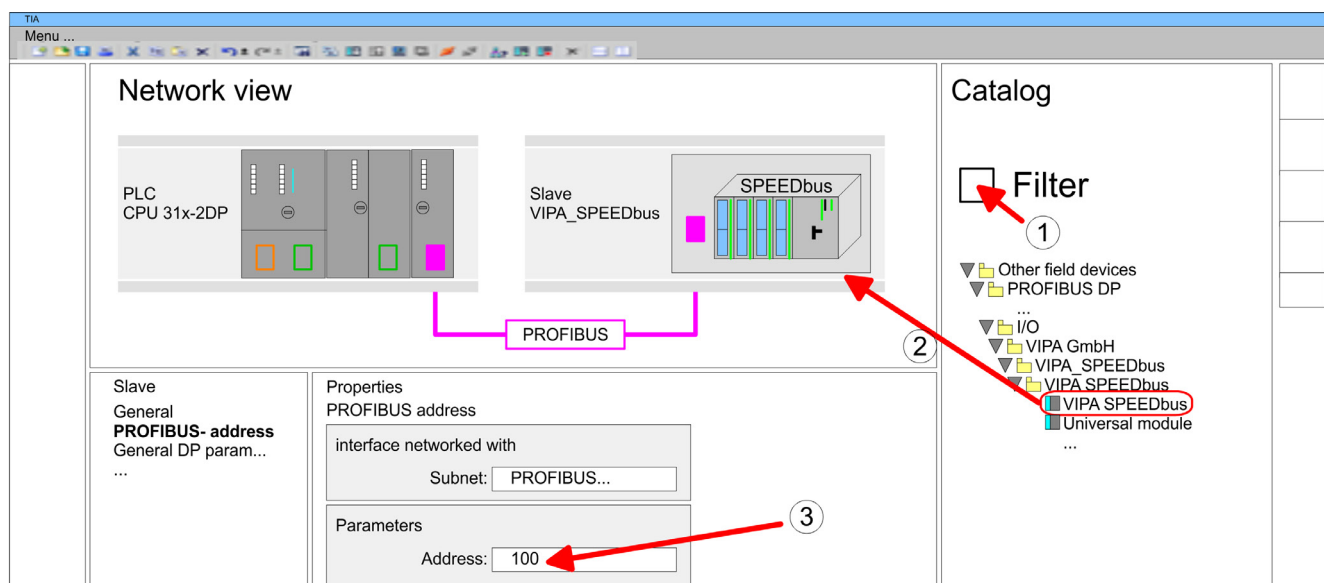 TIA
Menu ...
Network view
PLC
CPU 31x-2DP
Slave
VIPA_SPEEDbus
SPEEDbus
PROFIBUS
Catalog
Filter
1
Other field devices
PROFIBUS DP
...
I/O
VIPA GmbH
VIPA_SPEEDbus
VIPA SPEEDbus
VIPA SPEEDbus
Universal module
...
2
Slave
General
PROFIBUS- address
General DP param...
...
Properties
PROFIBUS address
interface networked with
Subnet: PROFIBUS...
Parameters
Address: 100
3